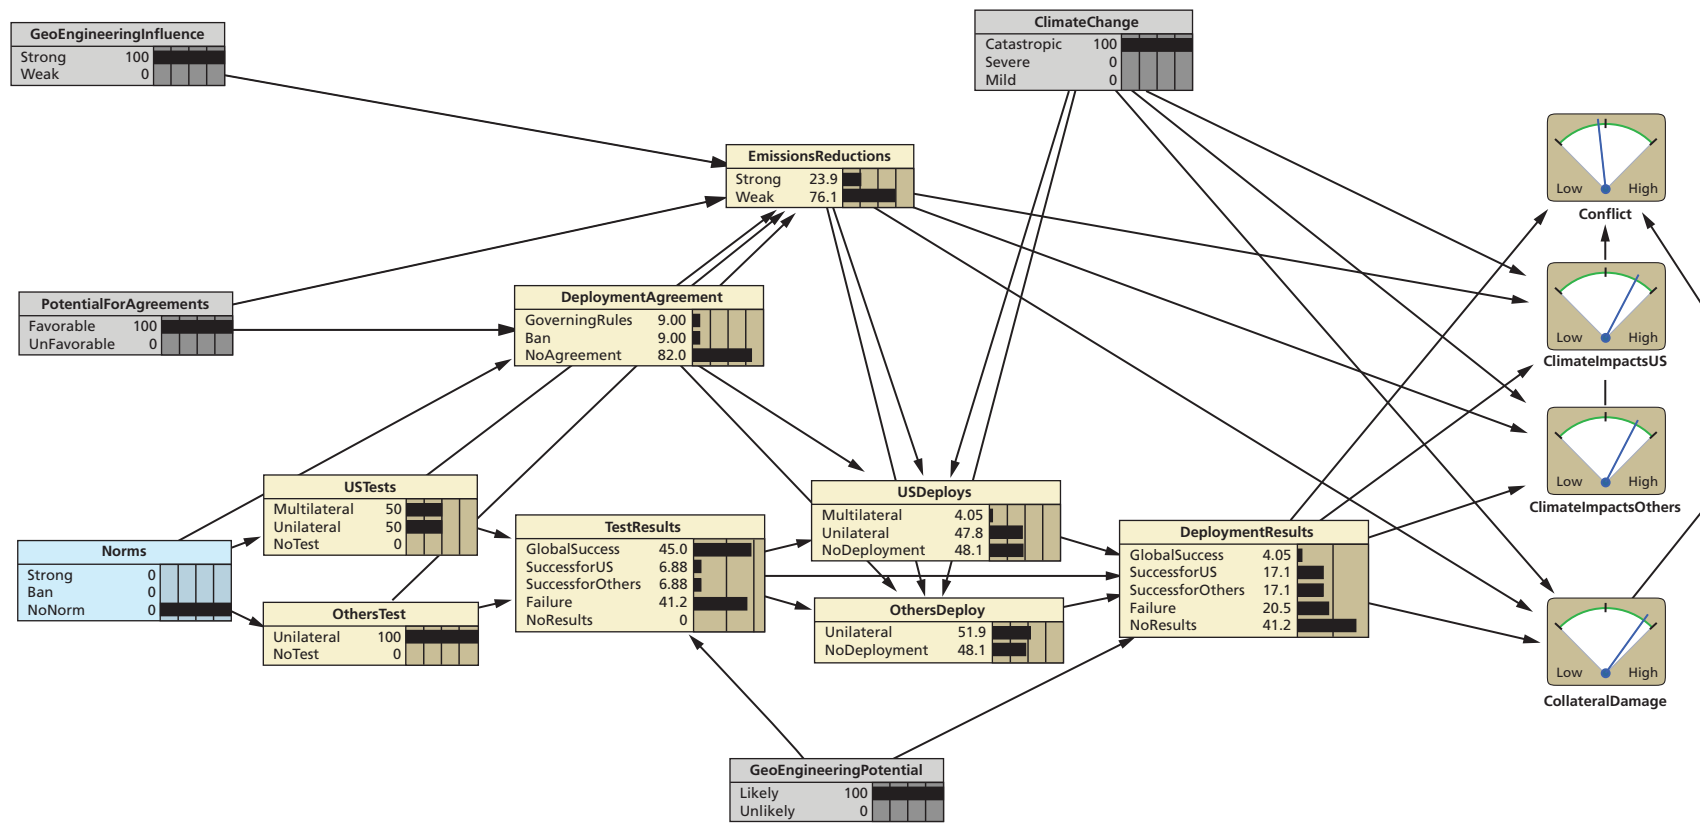 GeoEngineeringInfluence
Strong 100
Weak 0
ClimateChange
Catastropic 100
Severe 0
Mild 0
EmissionsReductions
Strong 23.9
Weak 76.1
Low High
Conflict
PotentialForAgreements
Favorable 100
UnFavorable 0
DeploymentAgreement
GoverningRules 9.00
Ban 9.00
NoAgreement 82.0
Low High
ClimateImpactsUS
Low High
ClimateImpactsOthers
USTests
Multilateral 50
Unilateral 50
NoTest 0
Norms
Strong 0
Ban 0
NoNorm 0
OthersTest
Unilateral 100
NoTest 0
TestResults
GlobalSuccess 45.0
SuccessforUS 6.88
SuccessforOthers 6.88
Failure 41.2
NoResults 0
USDeploys
Multilateral 4.05
Unilateral 47.8
NoDeployment 48.1
OthersDeploy
Unilateral 51.9
NoDeployment 48.1
DeploymentResults
GlobalSuccess 4.05
SuccessforUS 17.1
SuccessforOthers 17.1
Failure 20.5
NoResults 41.2
Low High
CollateralDamage
GeoEngineeringPotential
Likely 100
Unlikely 0